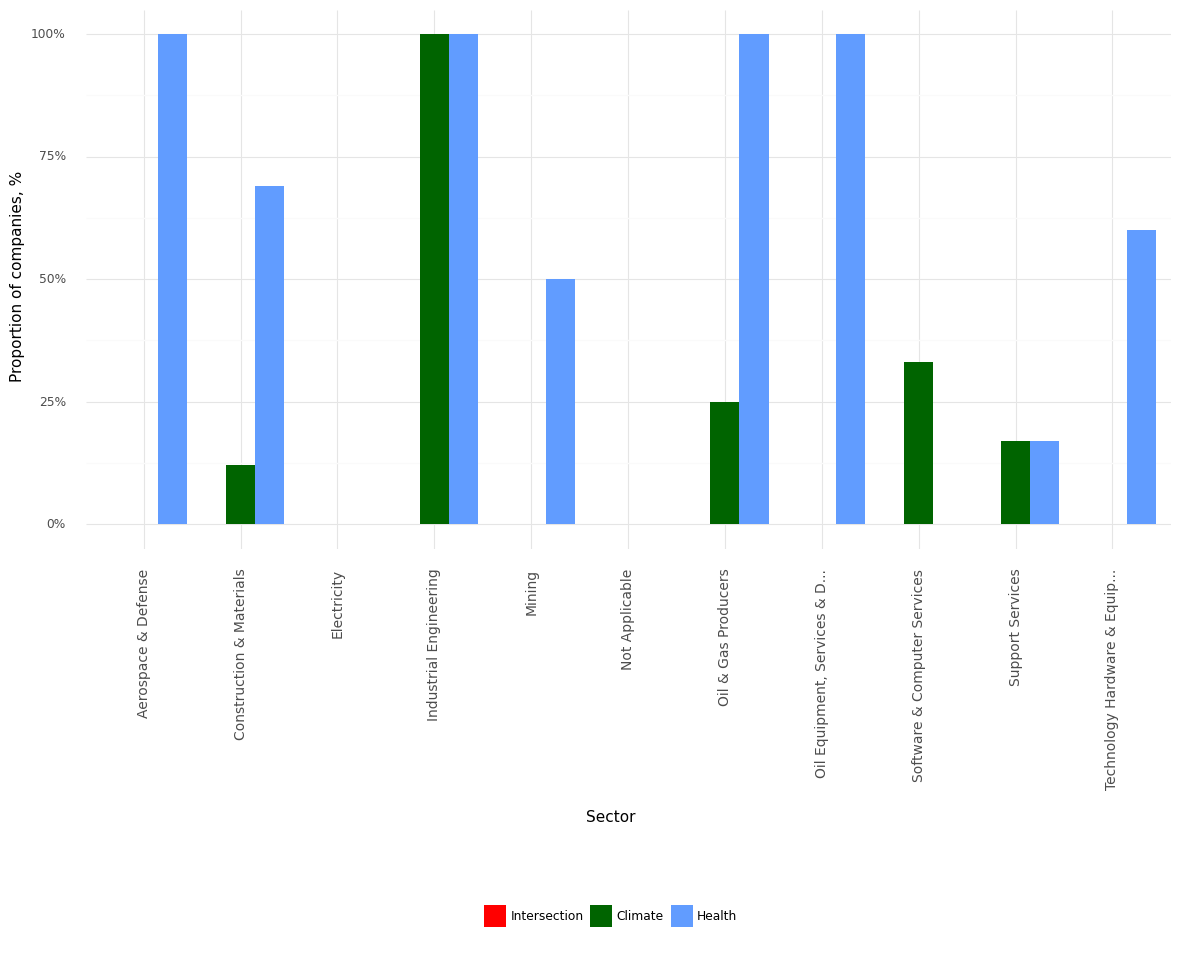 Proportion of companies, %
100%
75%
50%
25%
0%
Aerospace & Defense
Construction & Materials
Electricity
Industrial Engineering
Mining
Not Applicable
Oil & Gas Producers
Oil Equipment, Services & D...
Software & Computer Services
Support Services
Technology Hardware & Equip...
Sector
Intersection Climate Health